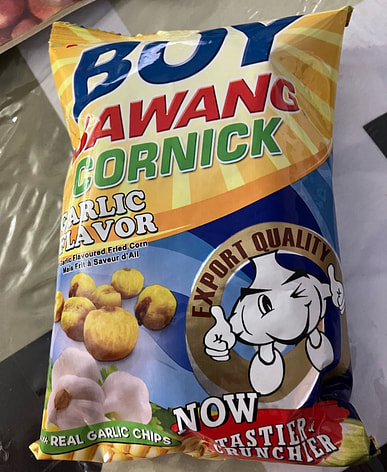 BOY
BAWANG
CORNICK
GARLIC
FLAVOR
Garlic Flavoured Fried Corn
Maïs Frit à Saveur d'Ail
EXPORT QUALITY
NOW
TASTIER &
CRUNCHIER
REAL GARLIC CHIPS